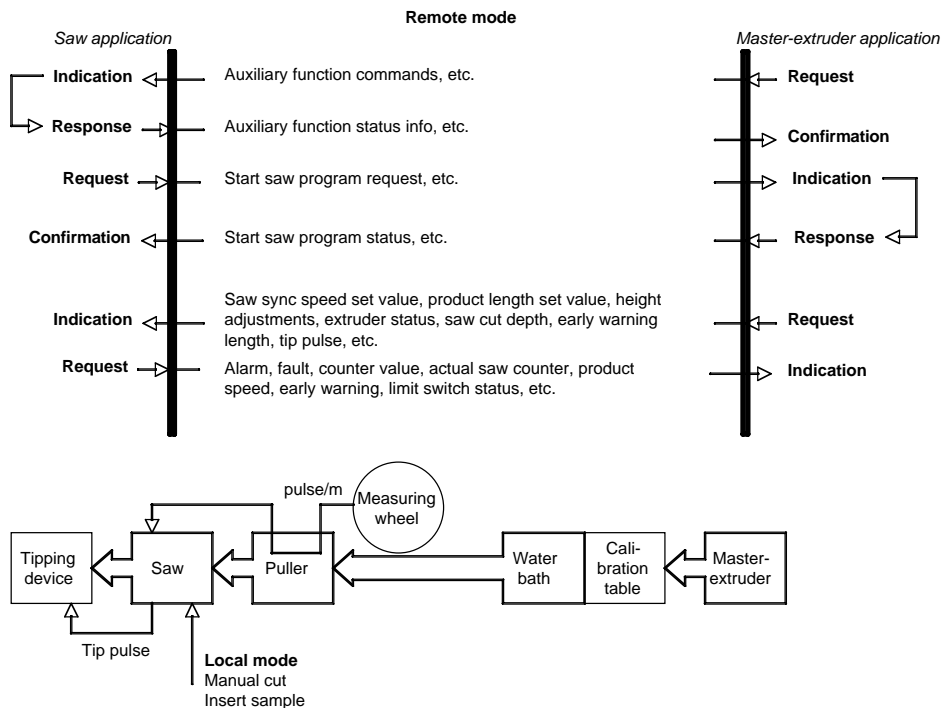 Remote mode
Saw application
Master-extruder application
Indication
Auxiliary function commands, etc.
Request
Response
Auxiliary function status info, etc.
Confirmation
Request
Start saw program request, etc.
Indication
Confirmation
Start saw program status, etc.
Response
Indication
Saw sync speed set value, product length set value, height
adjustments, extruder status, saw cut depth, early warning
length, tip pulse, etc.
Request
Request
Alarm, fault, counter value, actual saw counter, product
speed, early warning, limit switch status, etc.
Indication
pulse/m
Measuring
wheel
Tipping
device
Saw
Puller
Water
bath
Cali-
bration
table
Master-
extruder
Tip pulse
Local mode
Manual cut
Insert sample